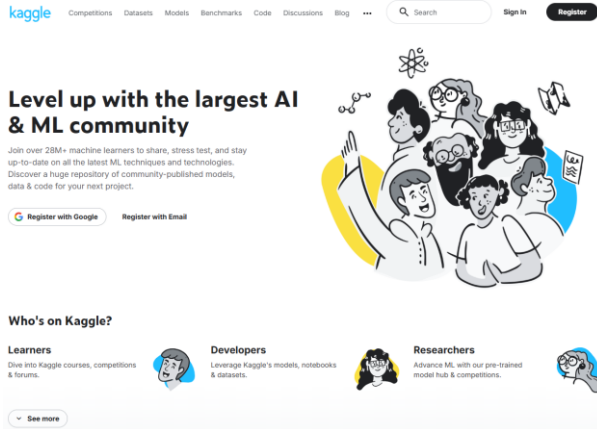 kaggle Competitions Datasets Models Benchmarks Code Discussions Blog ••• Search Sign In Register
Level up with the largest AI
& ML community
Join over 28M+ machine learners to share, stress test, and stay
up-to-date on all the latest ML techniques and technologies.
Discover a huge repository of community-published models,
data & code for your next project.
Register with Google Register with Email
Who's on Kaggle?
Learners
Dive into Kaggle courses, competitions
& forums.
Developers
Leverage Kaggle's models, notebooks
& datasets.
Researchers
Advance ML with our pre-trained
model hub & competitions.
See more